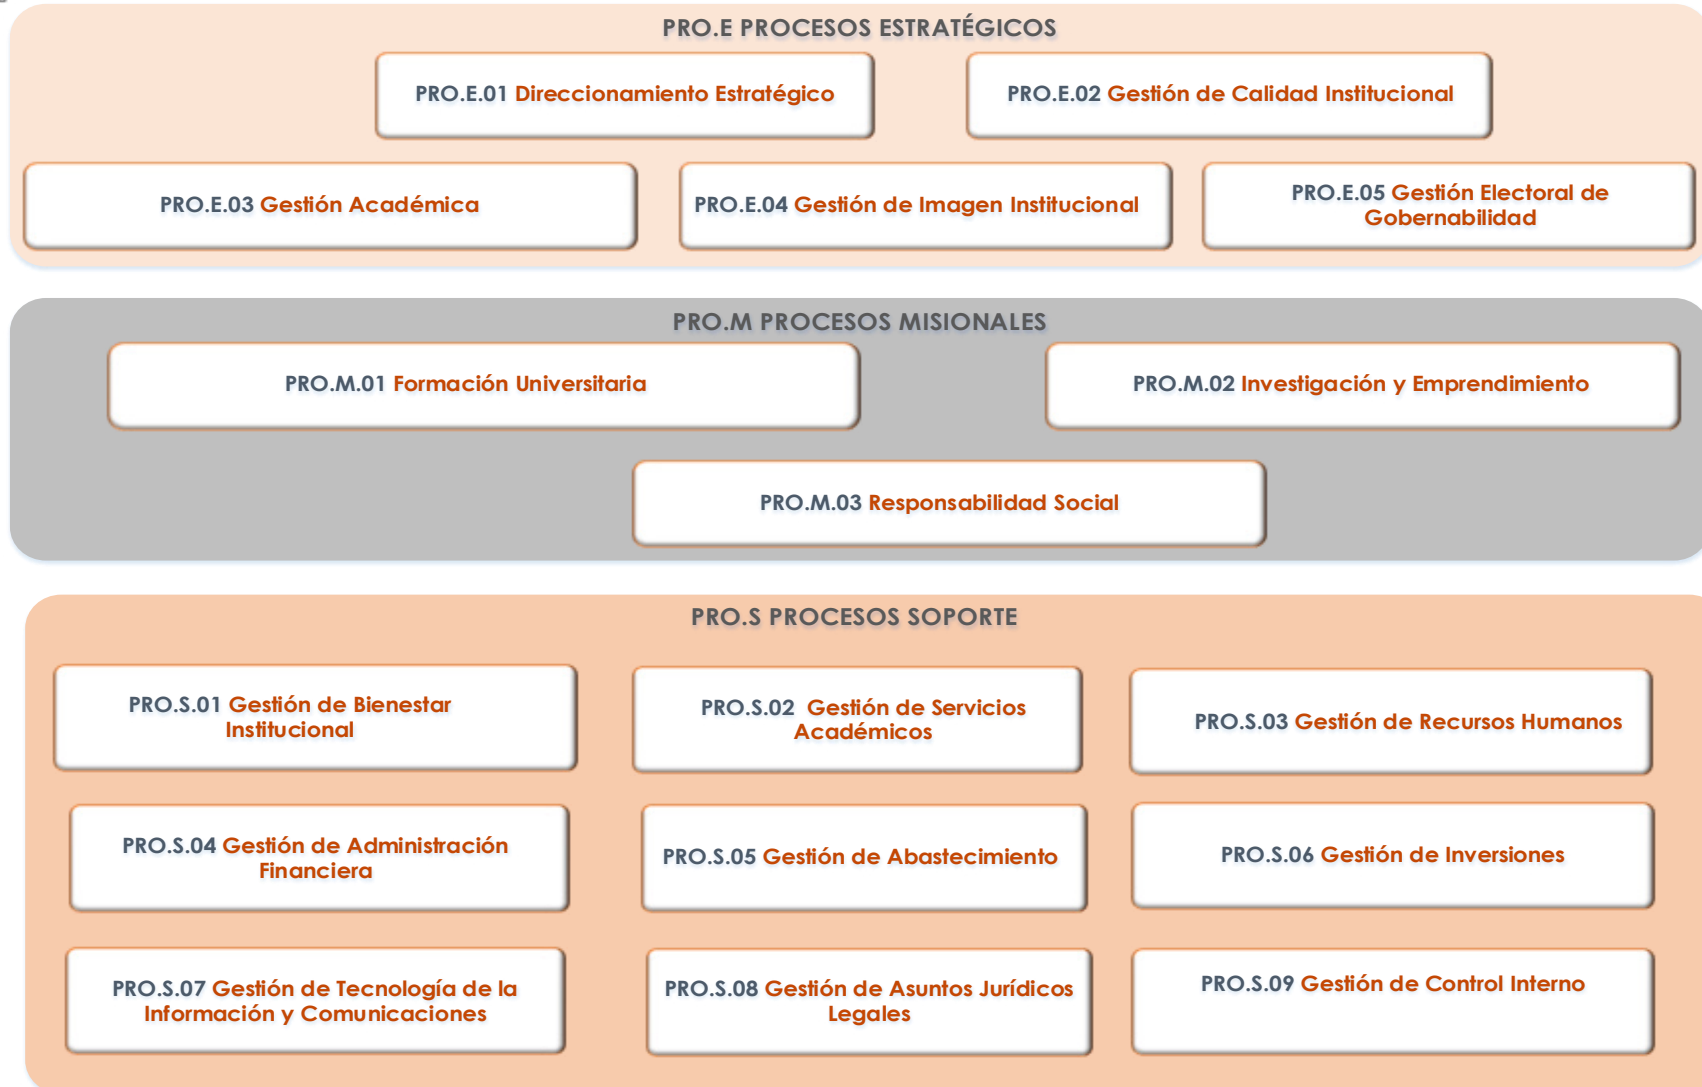 PRO.E PROCESOS ESTRATÉGICOS
PRO.E.01 Direccionamiento Estratégico
PRO.E.02 Gestión de Calidad Institucional
PRO.E.03 Gestión Académica
PRO.E.04 Gestión de Imagen Institucional
PRO.E.05 Gestión Electoral de
Gobernabilidad
PRO.M PROCESOS MISIONALES
PRO.M.01 Formación Universitaria
PRO.M.02 Investigación y Emprendimiento
PRO.M.03 Responsabilidad Social
PRO.S PROCESOS SOPORTE
PRO.S.01 Gestión de Bienestar
Institucional
PRO.S.02 Gestión de Servicios
Académicos
PRO.S.03 Gestión de Recursos Humanos
PRO.S.04 Gestión de Administración
Financiera
PRO.S.05 Gestión de Abastecimiento
PRO.S.06 Gestión de Inversiones
PRO.S.07 Gestión de Tecnología de la
Información y Comunicaciones
PRO.S.08 Gestión de Asuntos Jurídicos
Legales
PRO.S.09 Gestión de Control Interno